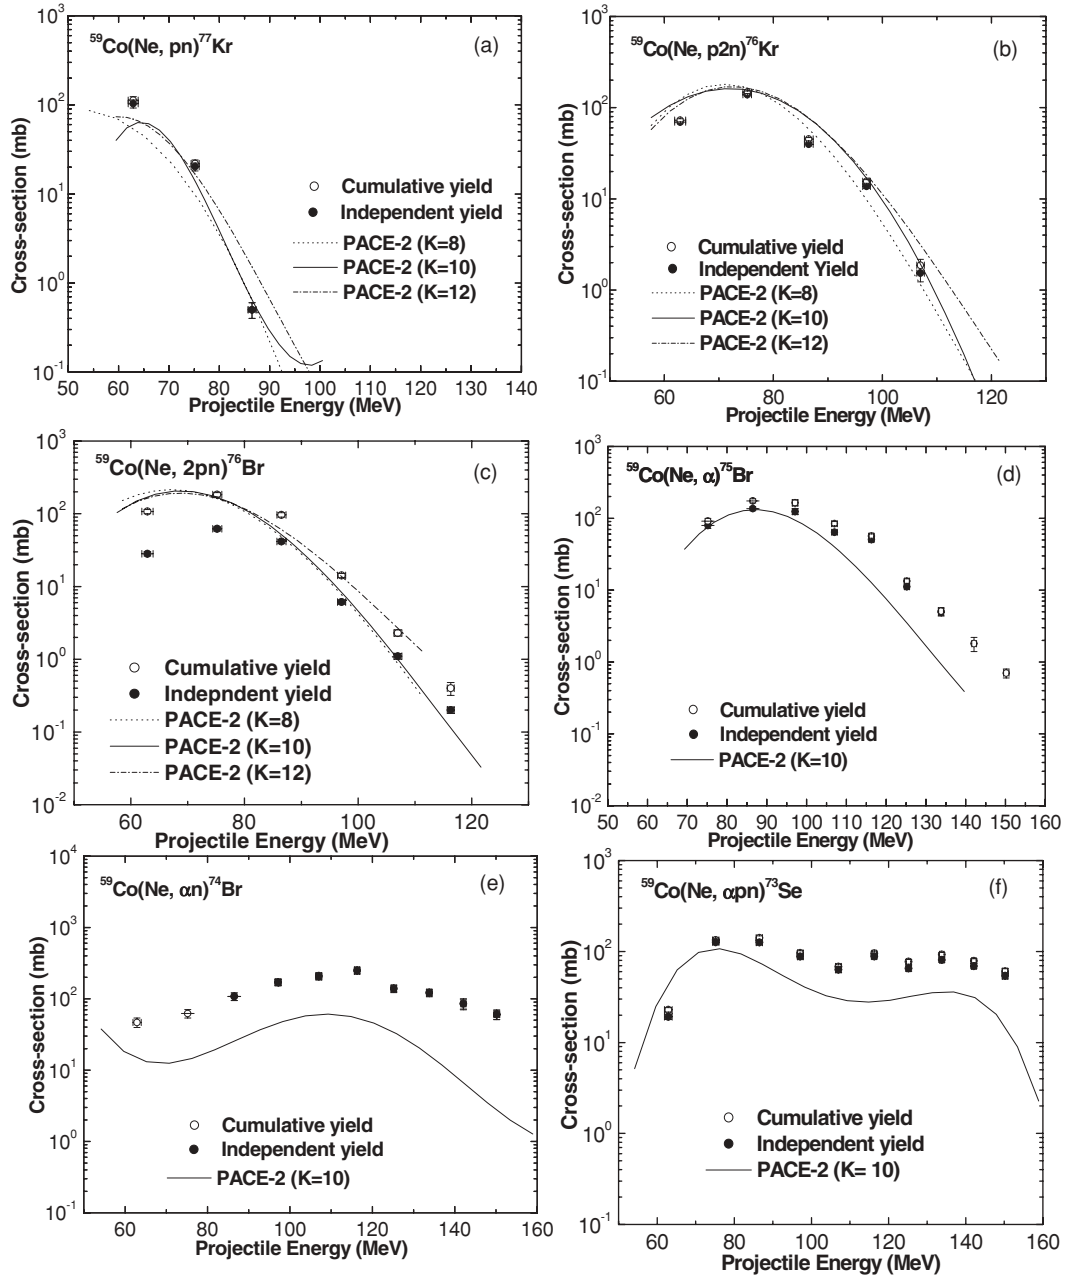 ⁵⁹Co(Ne, pn)⁷⁷Kr
(a)
10³
10²
10¹
10⁰
10⁻¹
Cross-section (mb)
Cumulative yield
Independent yield
PACE-2 (K=8)
PACE-2 (K=10)
PACE-2 (K=12)
50 60 70 80 90 100 110 120 130 140
Projectile Energy (MeV)
⁵⁹Co(Ne, p2n)⁷⁶Kr
(b)
10³
10²
10¹
10⁰
10⁻¹
Cross-section (mb)
Cumulative yield
Independent Yield
PACE-2 (K=8)
PACE-2 (K=10)
PACE-2 (K=12)
60 80 100 120
Projectile Energy (MeV)
⁵⁹Co(Ne, 2pn)⁷⁶Br
(c)
10³
10²
10¹
10⁰
10⁻¹
10⁻²
Cross-section (mb)
Cumulative yield
Indepndent yield
PACE-2 (K=8)
PACE-2 (K=10)
PACE-2 (K=12)
60 80 100 120
Projectile Energy (MeV)
⁵⁹Co(Ne, α)⁷⁵Br
(d)
10³
10²
10¹
10⁰
10⁻¹
10⁻²
Cross-section (mb)
Cumulative yield
Independent yield
PACE-2 (K=10)
50 60 70 80 90 100 110 120 130 140 150 160
Projectile Energy (MeV)
⁵⁹Co(Ne, αn)⁷⁴Br
(e)
10⁴
10³
10²
10¹
10⁰
10⁻¹
Cross-section (mb)
Cumulative yield
Independent yield
PACE-2 (K=10)
60 80 100 120 140 160
Projectile Energy (MeV)
⁵⁹Co(Ne, αpn)⁷³Se
(f)
10³
10²
10¹
10⁰
10⁻¹
Cross-section (mb)
Cumulative yield
Independent yield
PACE-2 (K= 10)
60 80 100 120 140 160
Projectile Energy (MeV)